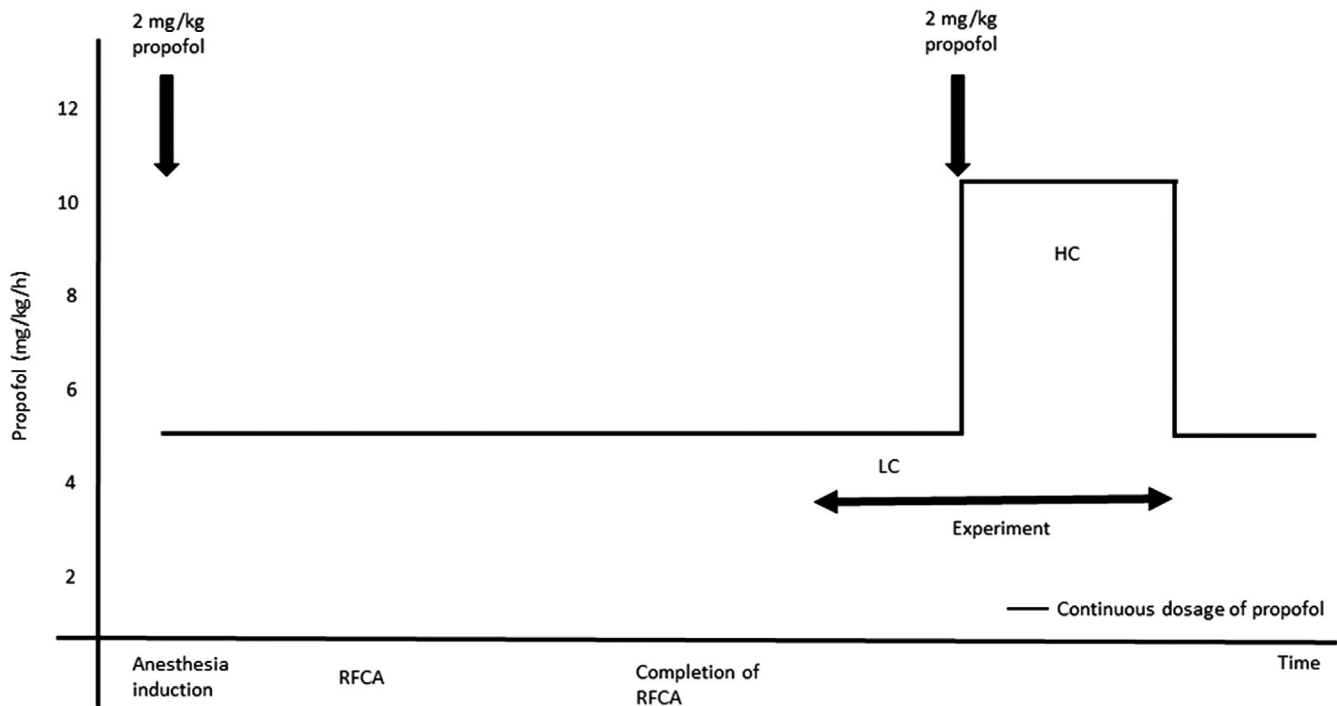 2 mg/kg
propofol
2 mg/kg
propofol
12
10
8
6
4
2
Propofol (mg/kg/h)
HC
LC
Experiment
Continuous dosage of propofol
Anesthesia
induction
RFCA
Completion of
RFCA
Time